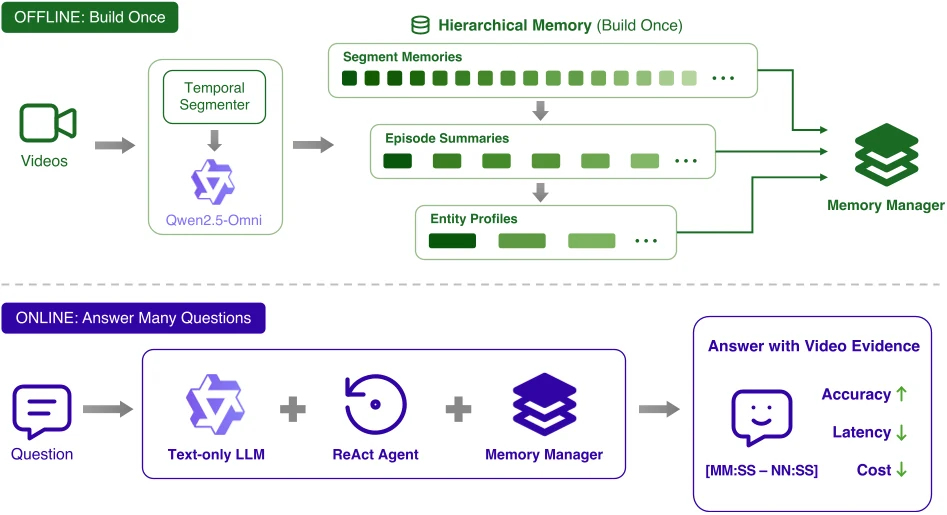 OFFLINE: Build Once
Hierarchical Memory (Build Once)
Segment Memories
...
Temporal
Segmenter
Videos
Qwen2.5-Omni
Episode Summaries
...
Entity Profiles
...
Memory Manager
ONLINE: Answer Many Questions
Question
Text-only LLM
+
ReAct Agent
+
Memory Manager
Answer with Video Evidence
Accuracy ↑
Latency ↓
Cost ↓
[MM:SS – NN:SS]